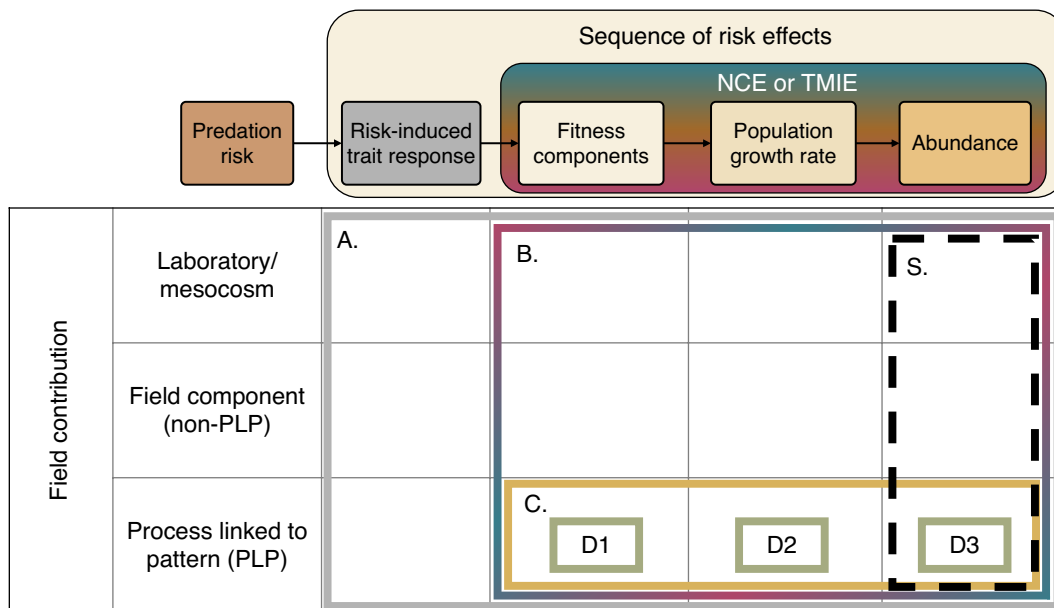 Sequence of risk effects
NCE or TMIE
Predation
risk
Risk-induced
trait response
Fitness
components
Population
growth rate
Abundance
Field contribution
Laboratory/
mesocosm
Field component
(non-PLP)
Process linked to
pattern (PLP)
A.
B.
S.
C.
D1
D2
D3